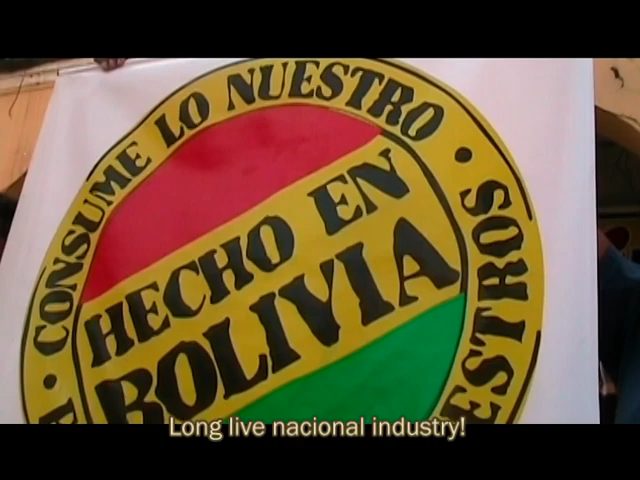 CONSUME LO NUESTRO
HECHO EN
BOLIVIA
Long live nacional industry!